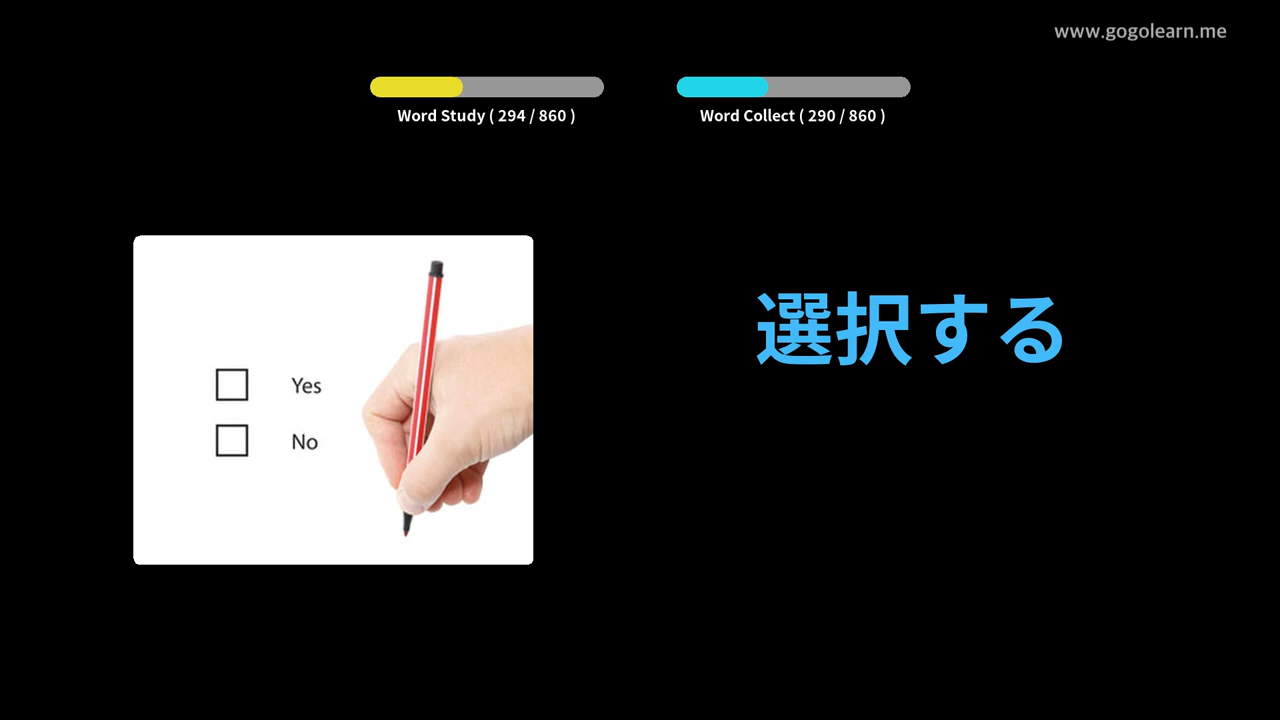 www.gogolearn.me
Word Study ( 294 / 860 )
Word Collect ( 290 / 860 )
選択する
Yes
No